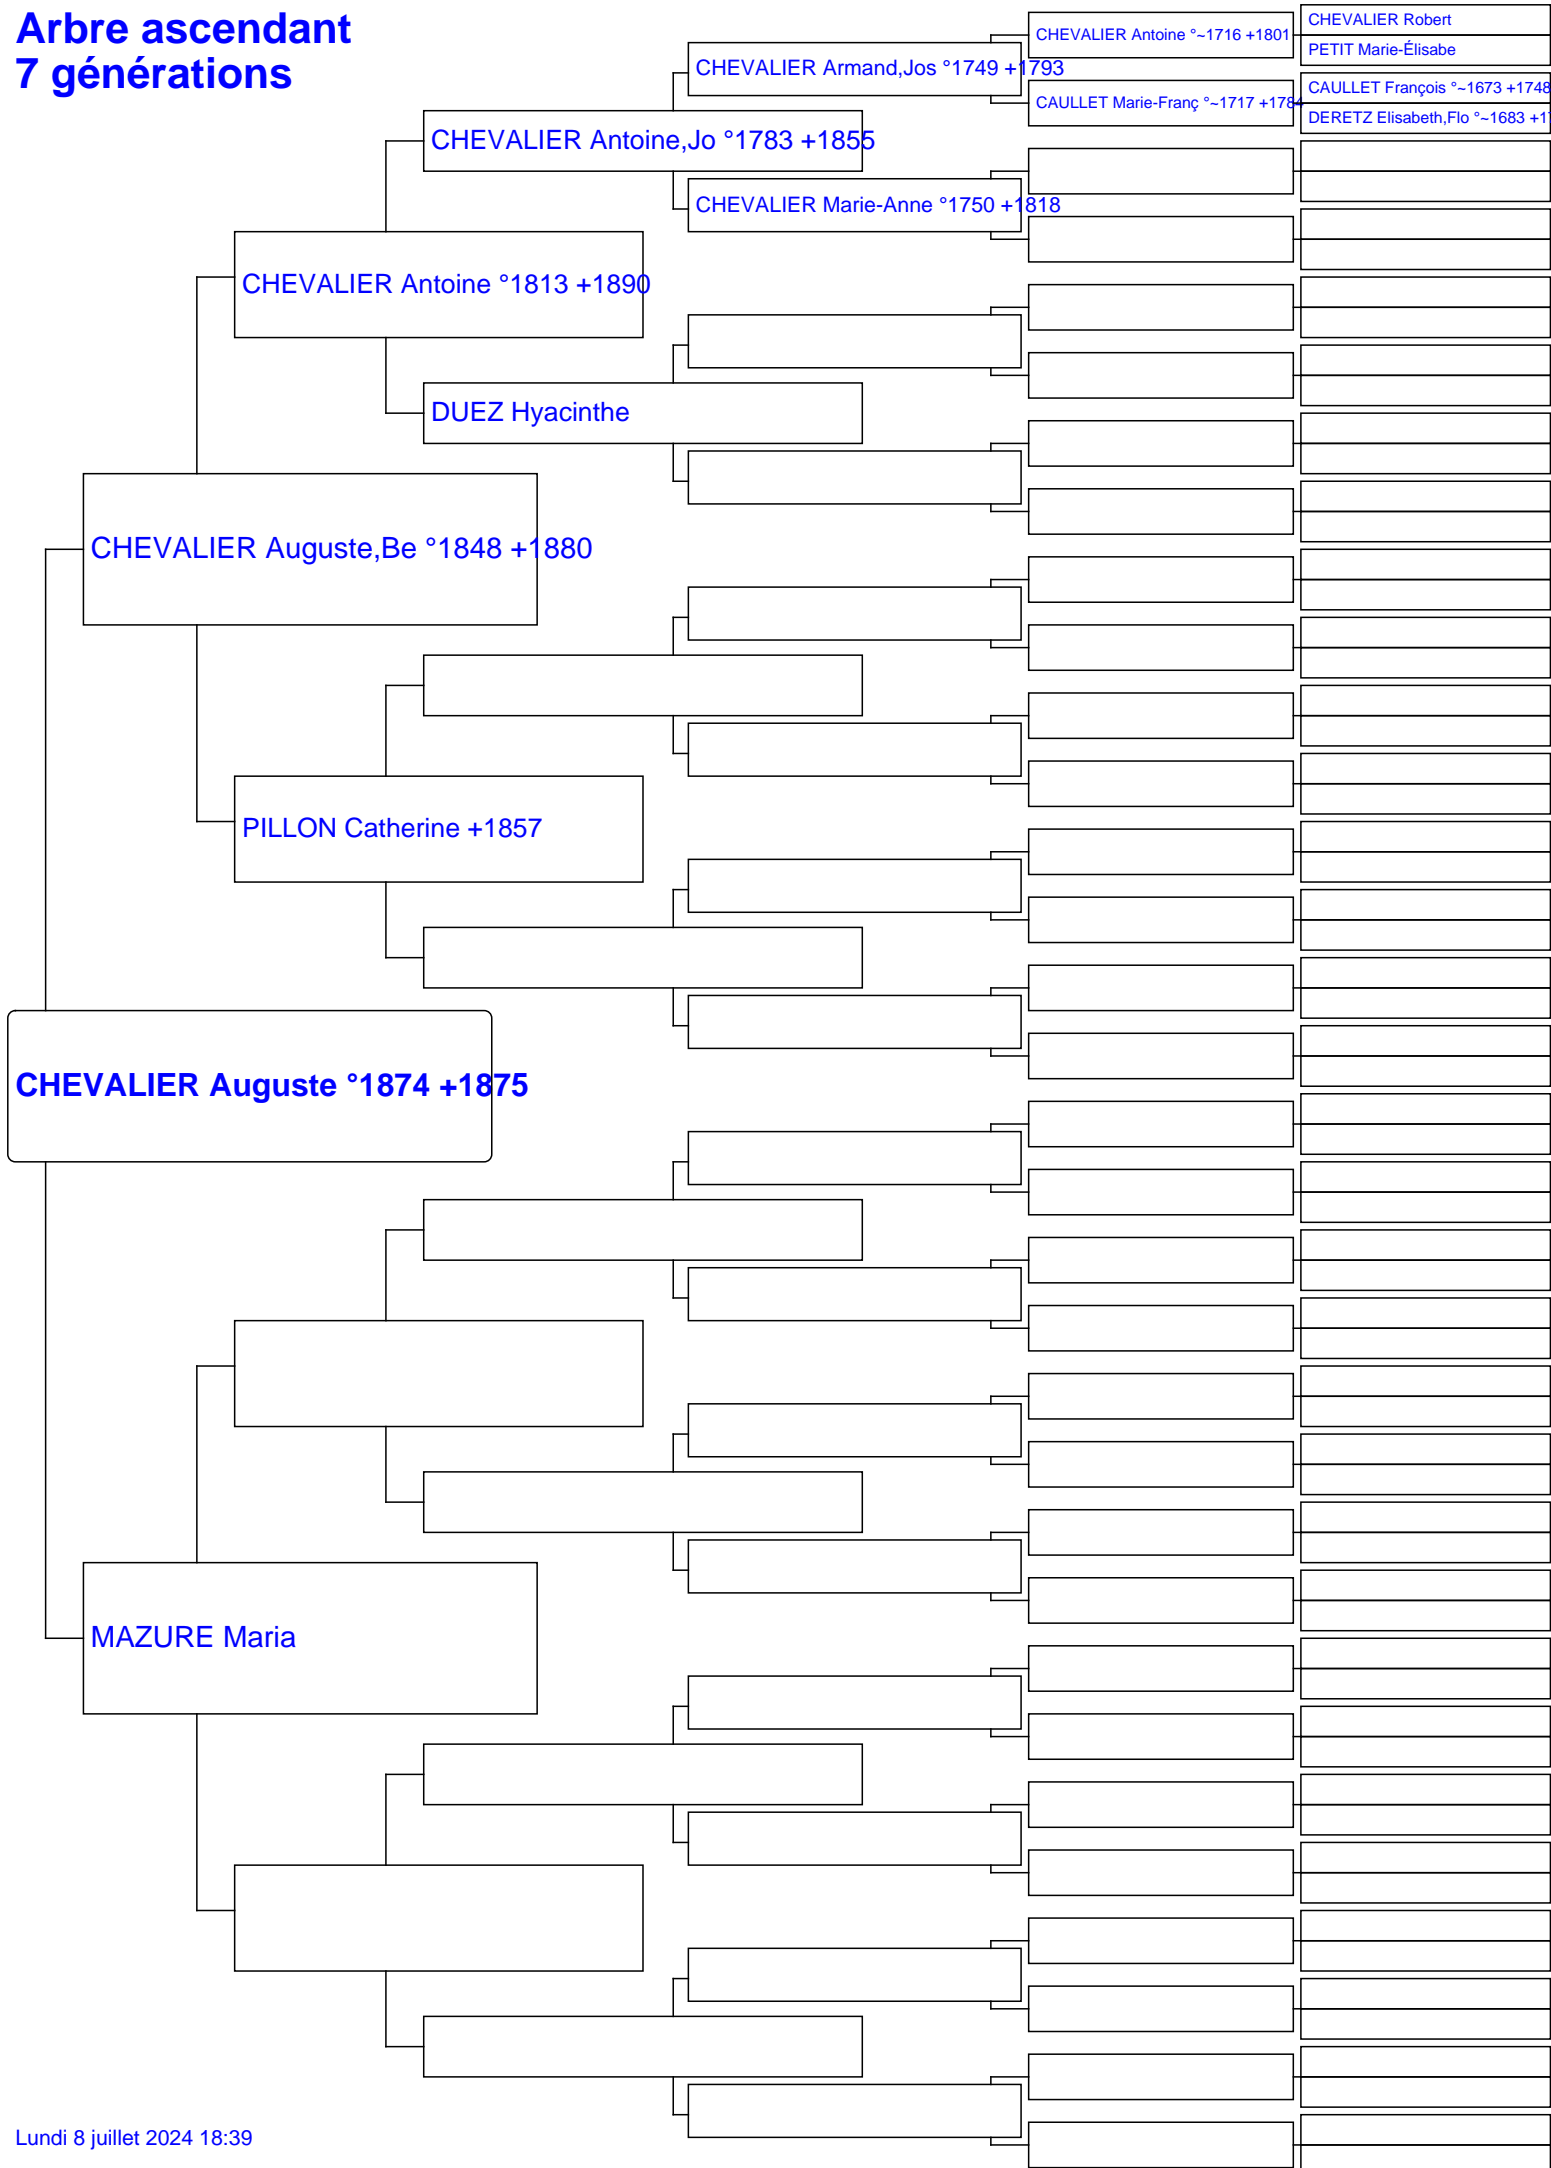 Arbre ascendant
7 générations
CHEVALIER Robert
CHEVALIER Antoine °~1716 +1801
PETIT Marie-Élisabe
CHEVALIER Armand,Jos °1749 +1793
CAULLET François °~1673 +1748
CAULLET Marie-Franç °~1717 +1784
DERETZ Elisabeth,Flo °~1683 +1
CHEVALIER Antoine,Jo °1783 +1855
CHEVALIER Marie-Anne °1750 +1818
CHEVALIER Antoine °1813 +1890
DUEZ Hyacinthe
CHEVALIER Auguste,Be °1848 +1880
PILLON Catherine +1857
CHEVALIER Auguste °1874 +1875
MAZURE Maria
Lundi 8 juillet 2024 18:39